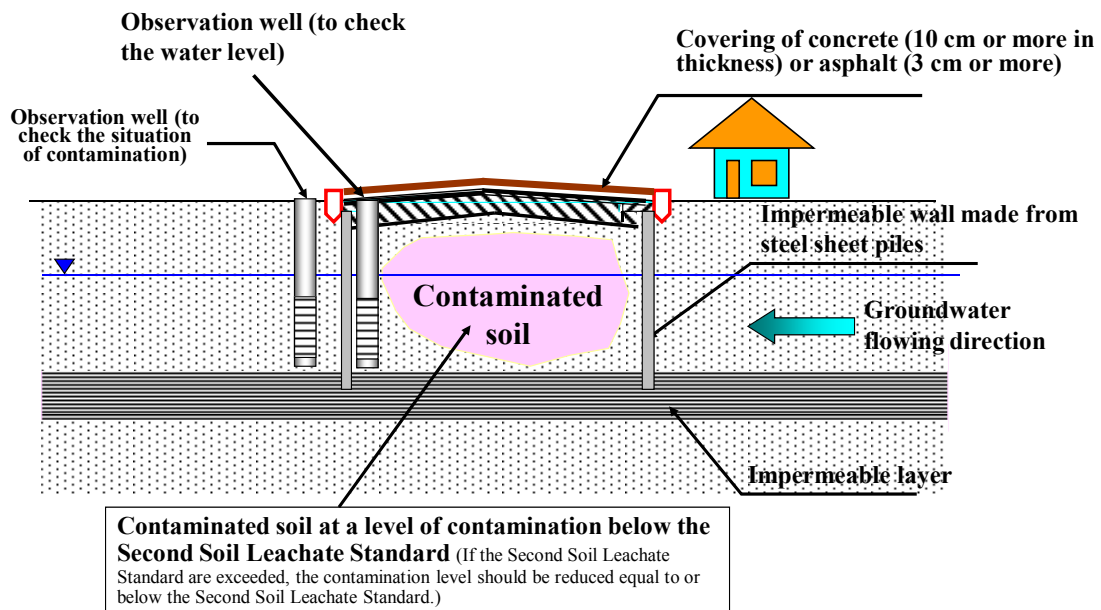 Observation well (to check
the water level)
Covering of concrete (10 cm or more in
thickness) or asphalt (3 cm or more)
Observation well (to
check the situation
of contamination)
Impermeable wall made from
steel sheet piles
Contaminated
soil
Groundwater
flowing direction
Impermeable layer
Contaminated soil at a level of contamination below the
Second Soil Leachate Standard (If the Second Soil Leachate
Standard are exceeded, the contamination level should be reduced equal to or
below the Second Soil Leachate Standard.)